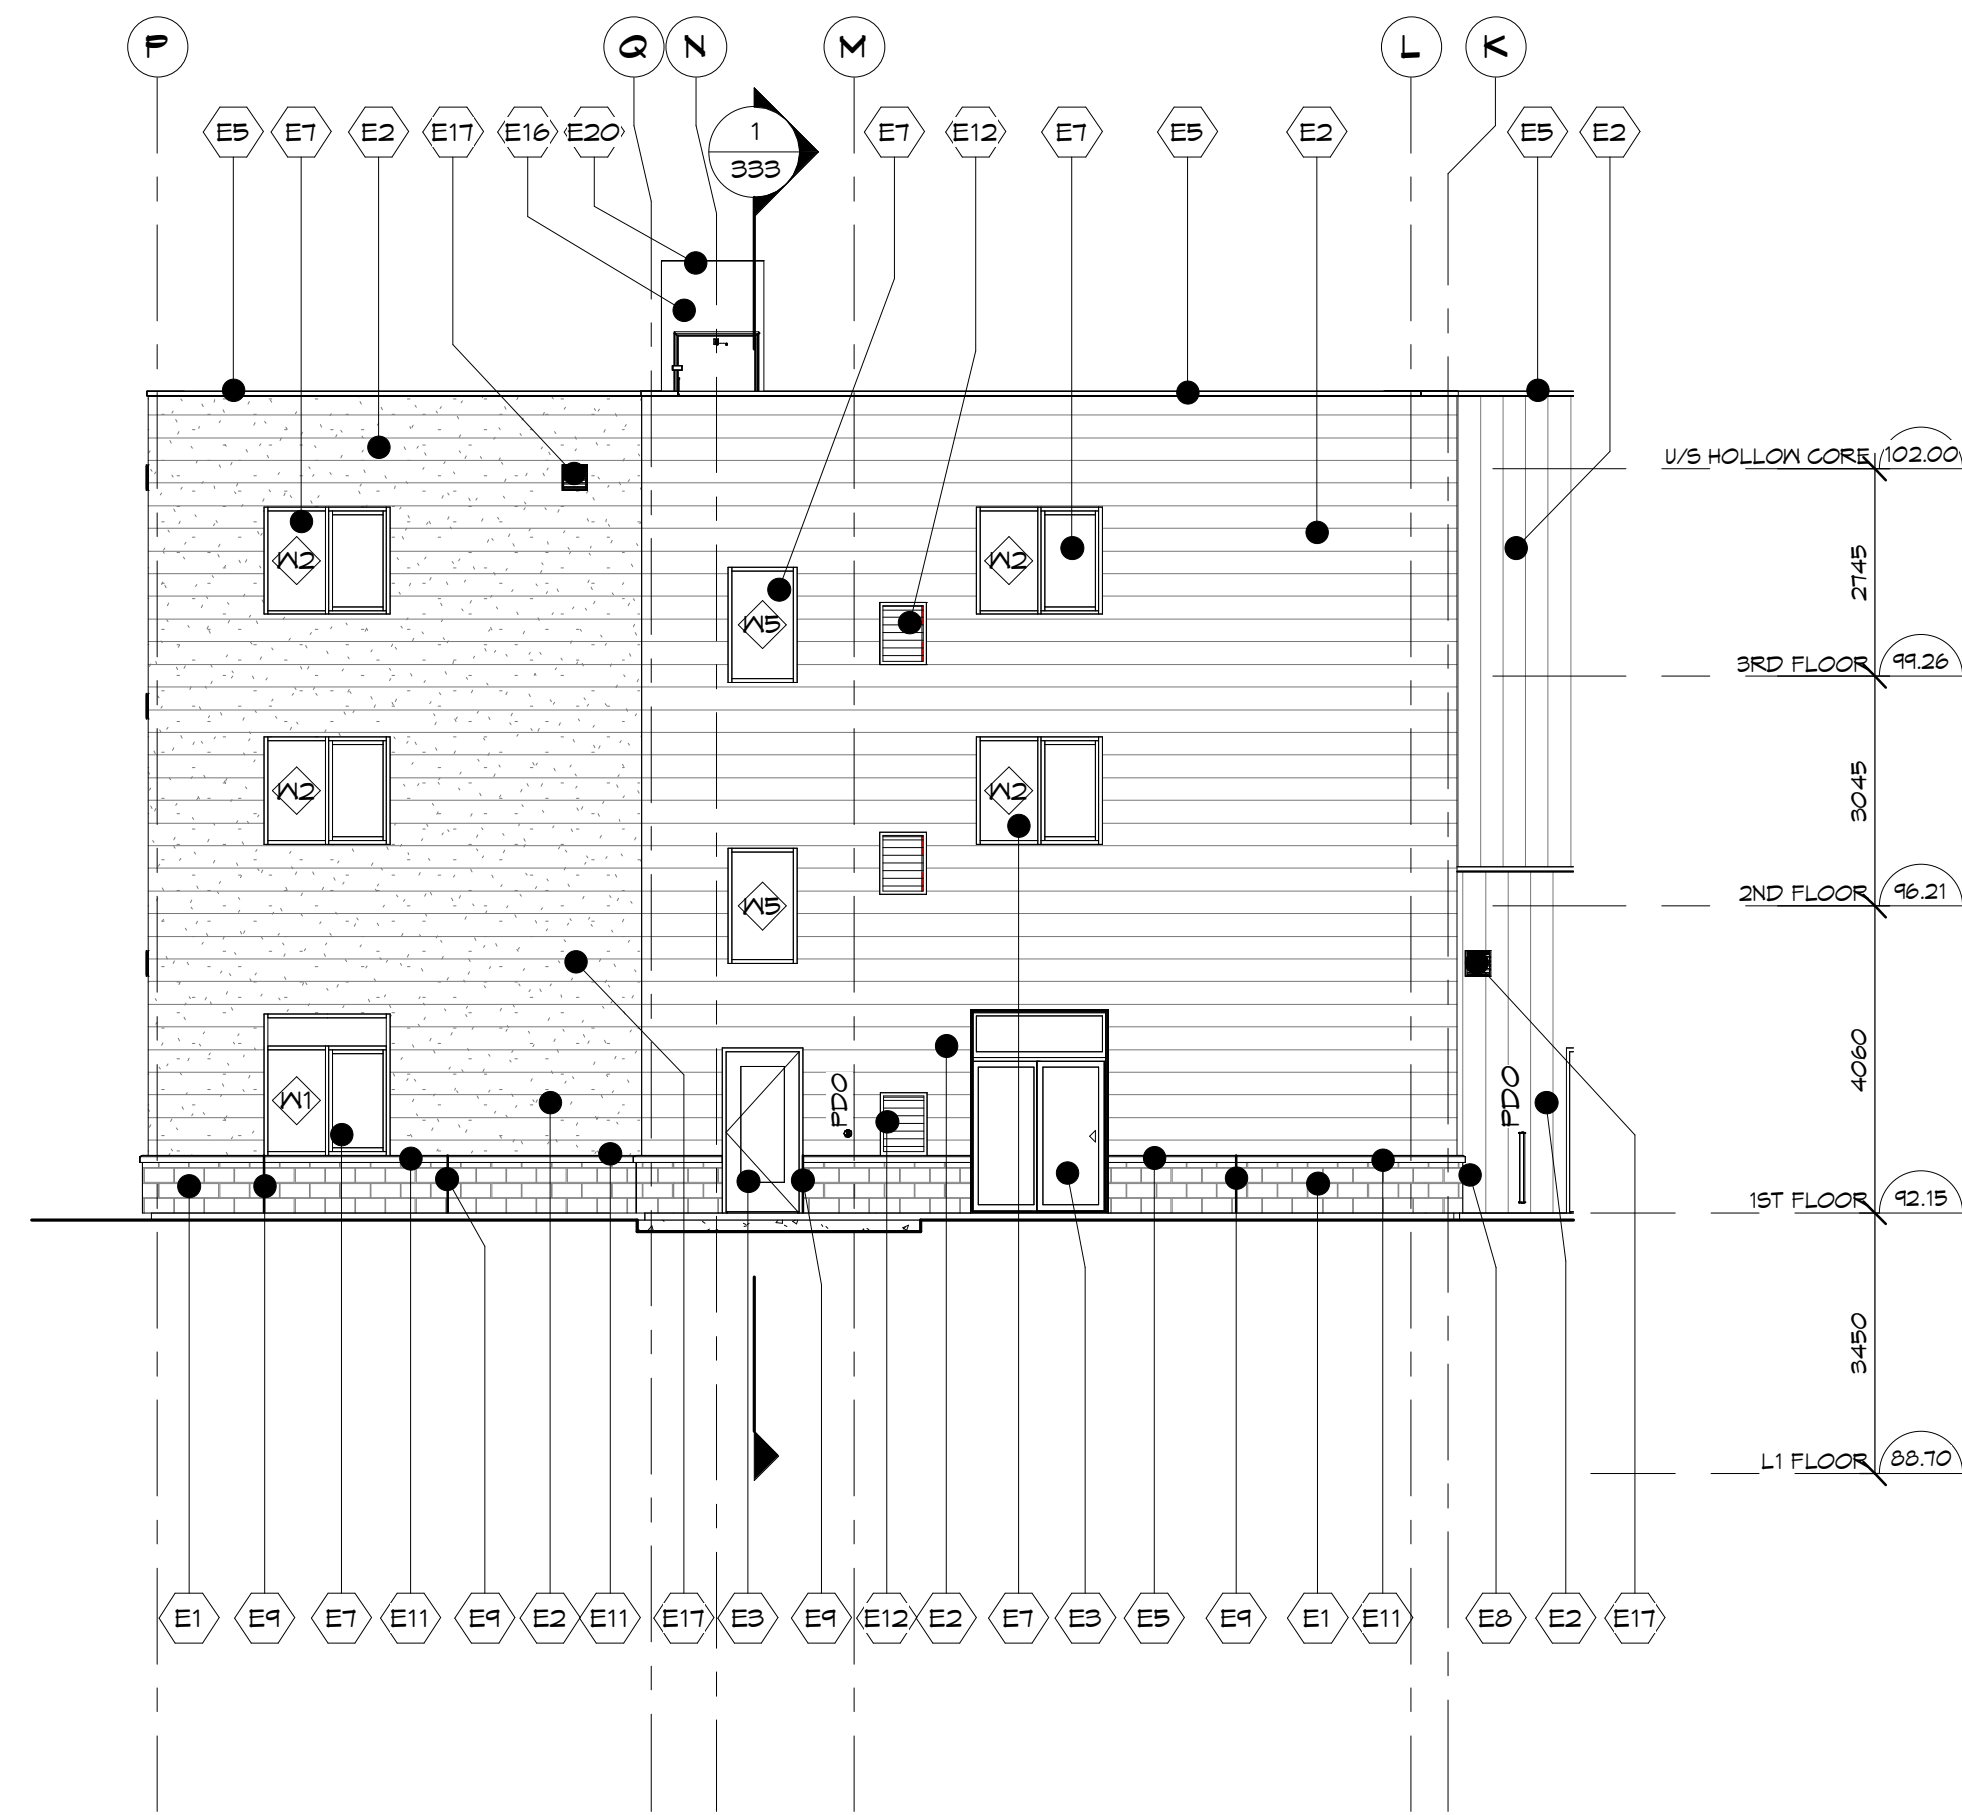 P
Q
N
M
L
K
E5
E7
E2
E17
E16
E20
1
333
E7
E12
E7
E5
E2
E5
E2
U/S HOLLOW CORE 102.00
2745
W2
W2
W5
3RD FLOOR 99.26
3045
W2
W2
W5
2ND FLOOR 96.21
4060
W1
PDO
PDO
1ST FLOOR 92.15
3450
L1 FLOOR 88.70
E1
E9
E7
E11
E9
E2
E11
E17
E3
E9
E12
E2
E7
E3
E5
E9
E1
E11
E8
E2
E17